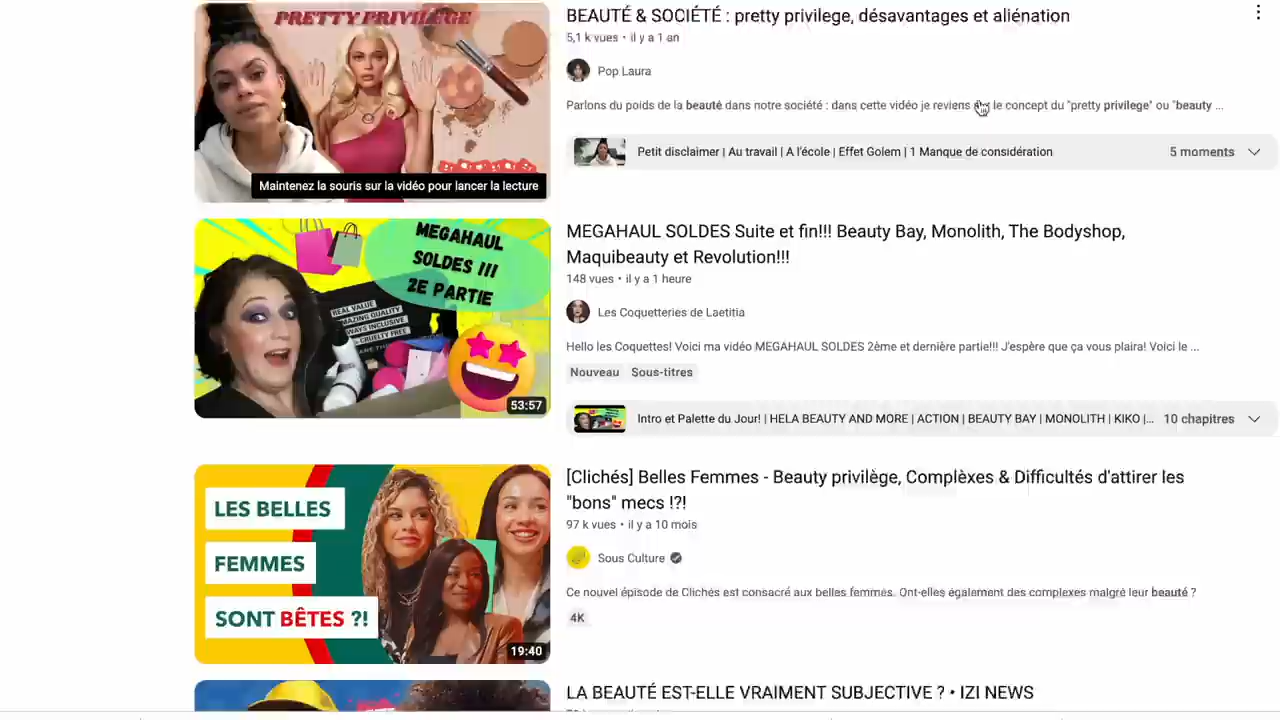 PRETTY PRIVILEGE
Maintenez la souris sur la vidéo pour lancer la lecture
BEAUTÉ & SOCIÉTÉ : pretty privilege, désavantages et aliénation
5,1 k vues • il y a 1 an
Pop Laura
Parlons du poids de la beauté dans notre société : dans cette vidéo je reviens le concept du "pretty privilege" ou "beauty ...
Petit disclaimer | Au travail | A l'école | Effet Golem | 1 Manque de considération
5 moments
MEGAHAUL
SOLDES !!!
2E PARTIE
REAL VALUE
AMAZING QUALITY
ALWAYS INCLUSIVE
CRUELTY FREE
53:57
MEGAHAUL SOLDES Suite et fin!!! Beauty Bay, Monolith, The Bodyshop,
Maquibeauty et Revolution!!!
148 vues • il y a 1 heure
Les Coquetteries de Laetitia
Hello les Coquettes! Voici ma vidéo MEGAHAUL SOLDES 2ème et dernière partie!!! J'espère que ça vous plaira! Voici le ...
Nouveau Sous-titres
Intro et Palette du Jour! | HELA BEAUTY AND MORE | ACTION | BEAUTY BAY | MONOLITH | KIKO |...
10 chapitres
LES BELLES
FEMMES
SONT BÊTES ?!
19:40
[Clichés] Belles Femmes - Beauty privilège, Complèxes & Difficultés d'attirer les
"bons" mecs !?!
97 k vues • il y a 10 mois
Sous Culture
Ce nouvel épisode de Clichés est consacré aux belles femmes. Ont-elles également des complexes malgré leur beauté ?
4K
LA BEAUTÉ EST-ELLE VRAIMENT SUBJECTIVE ? • IZI NEWS